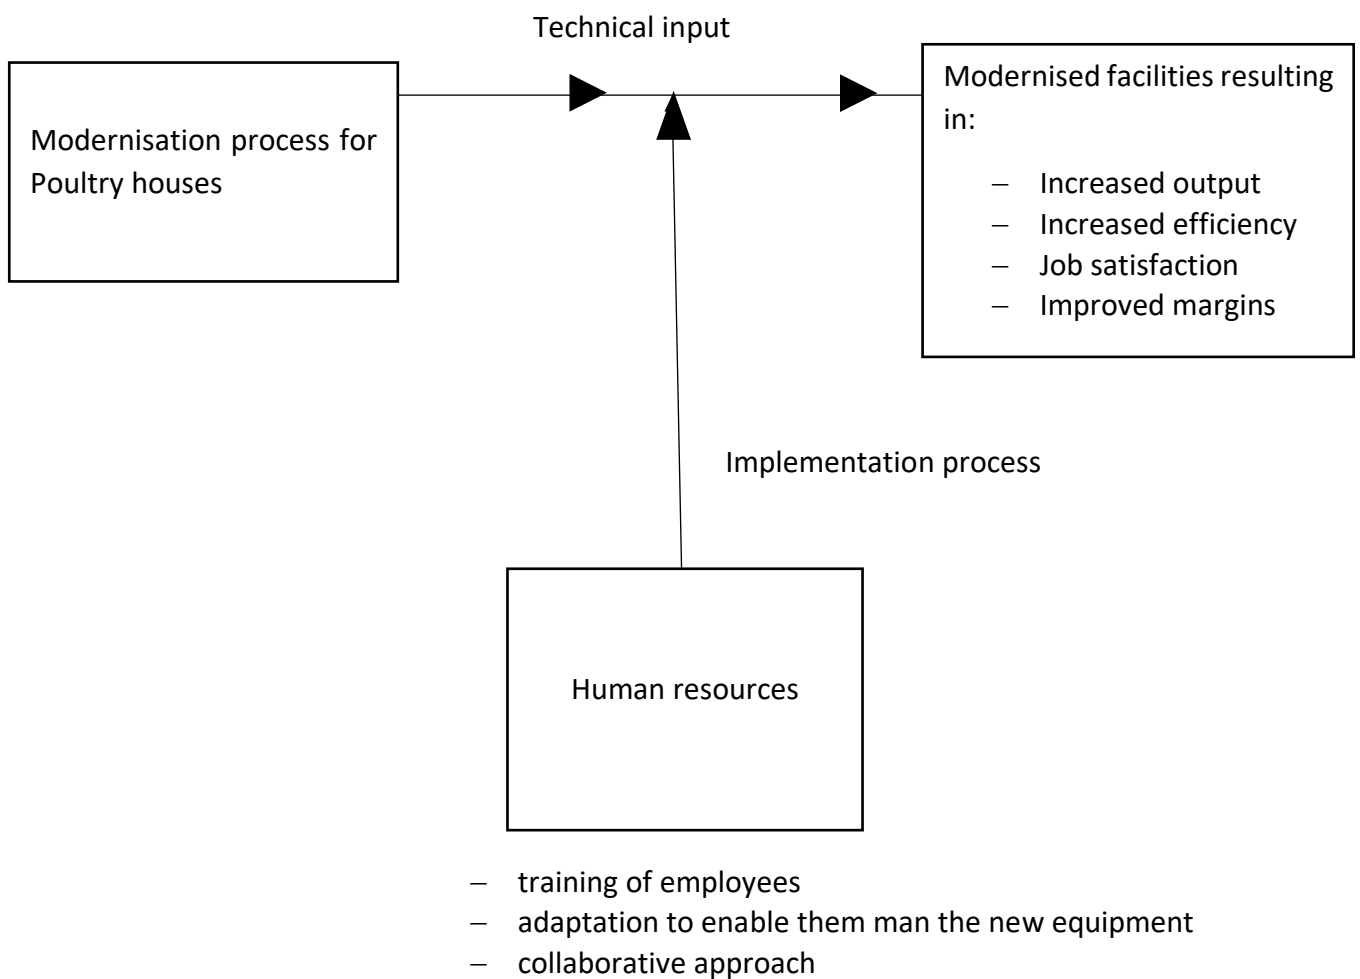 Technical input
Modernisation process for
Poultry houses
Modernised facilities resulting
in:
– Increased output
– Increased efficiency
– Job satisfaction
– Improved margins
Implementation process
Human resources
– training of employees
– adaptation to enable them man the new equipment
– collaborative approach